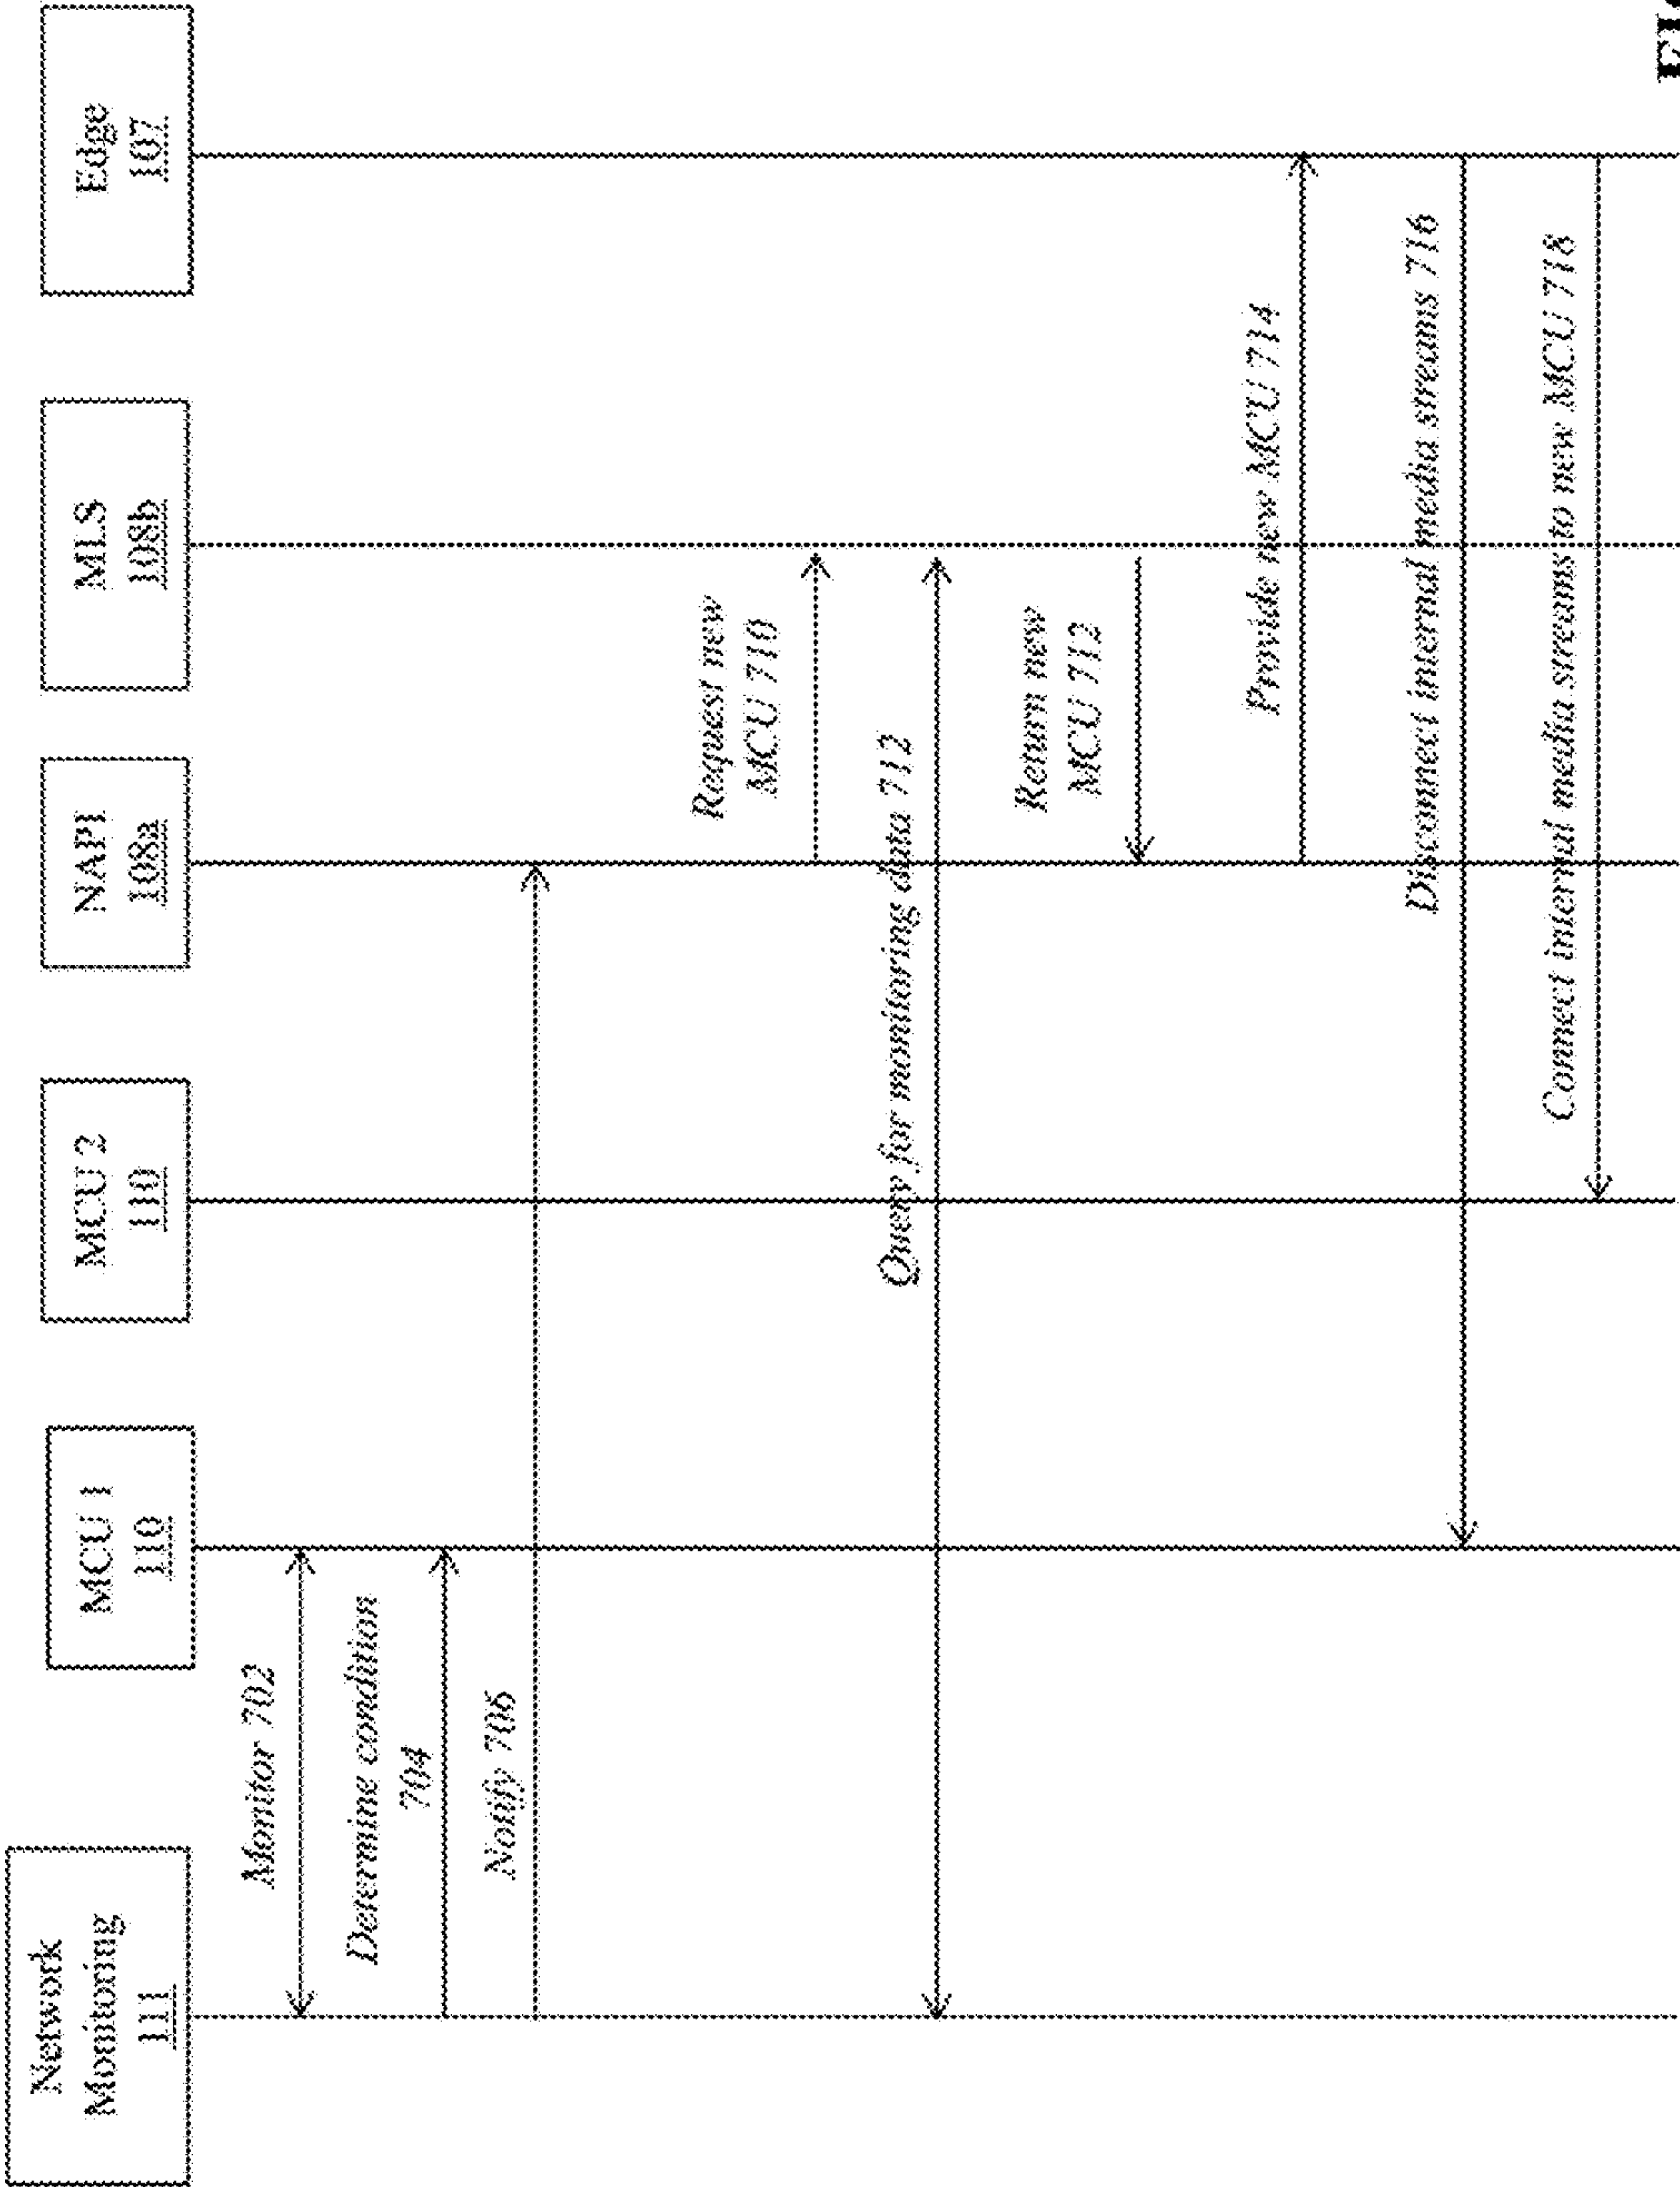 Network
Monitoring
111
MCU 1
110
MCU 2
110
NAPI
108a
MLS
108b
Edge
107
Monitor 702
Determine condition
704
Notify 706
Request new
MCU 710
Query for monitoring data 712
Return new
MCU 712
Provide new MCU 714
Disconnect internal media streams 716
Connect internal media streams to new MCU 718